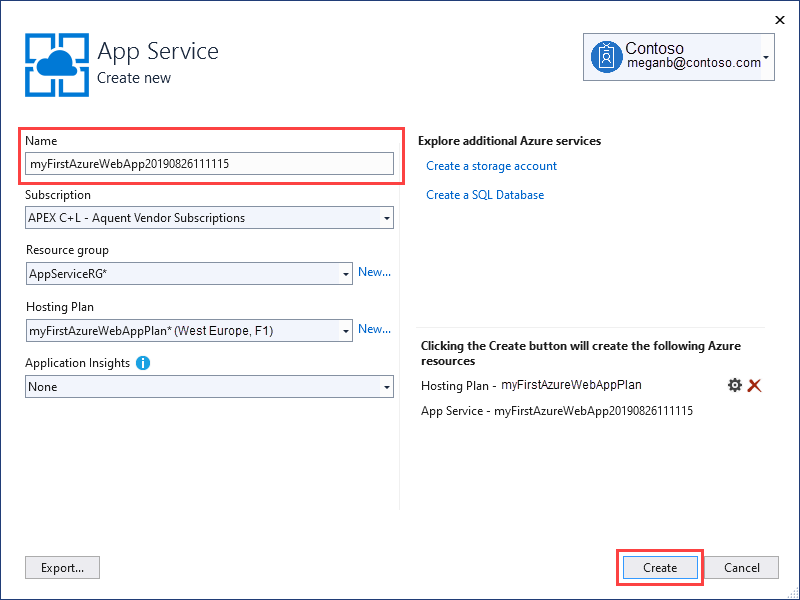 App Service
Create new
Contoso
meganb@contoso.com
Name
myFirstAzureWebApp20190826111115
Subscription
APEX C+L - Aquent Vendor Subscriptions
Resource group
AppServiceRG*
New...
Hosting Plan
myFirstAzureWebAppPlan* (West Europe, F1)
New...
Application Insights
None
Explore additional Azure services
Create a storage account
Create a SQL Database
Clicking the Create button will create the following Azure
resources
Hosting Plan - myFirstAzureWebAppPlan
App Service - myFirstAzureWebApp20190826111115
Export...
Create
Cancel